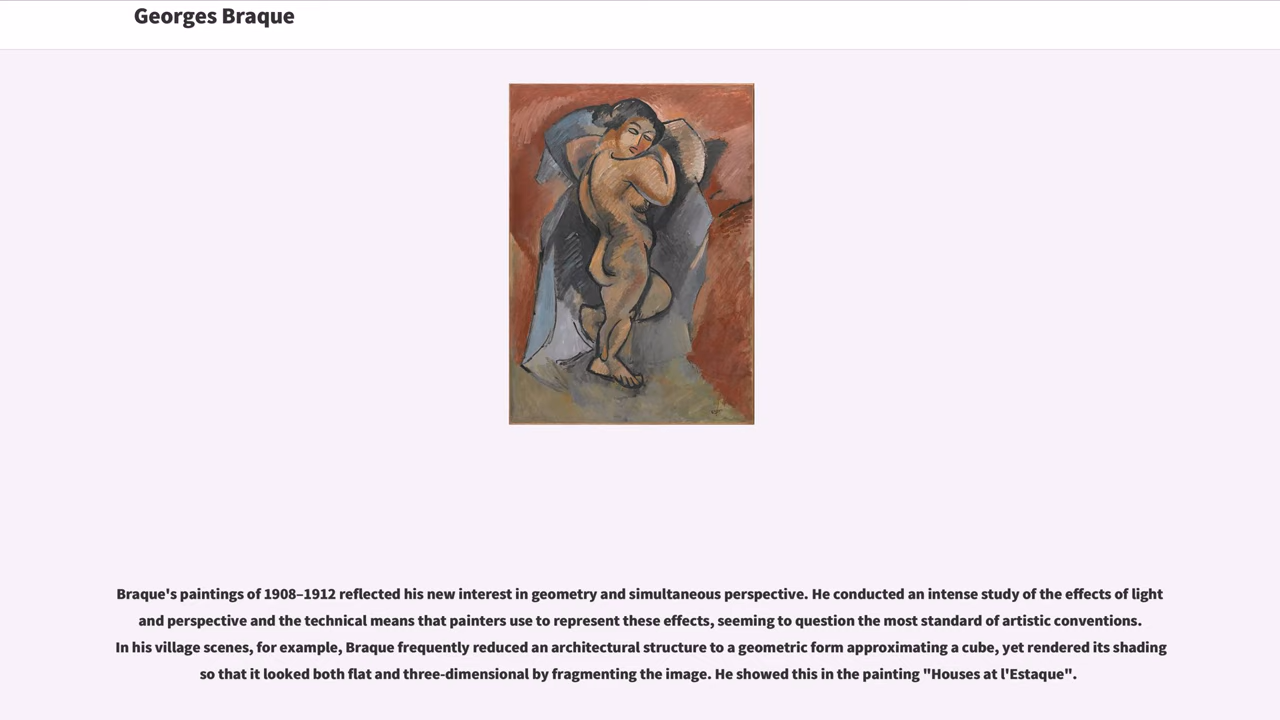 Georges Braque
Braque's paintings of 1908–1912 reflected his new interest in geometry and simultaneous perspective. He conducted an intense study of the effects of light
and perspective and the technical means that painters use to represent these effects, seeming to question the most standard of artistic conventions.
In his village scenes, for example, Braque frequently reduced an architectural structure to a geometric form approximating a cube, yet rendered its shading
so that it looked both flat and three-dimensional by fragmenting the image. He showed this in the painting "Houses at l'Estaque".